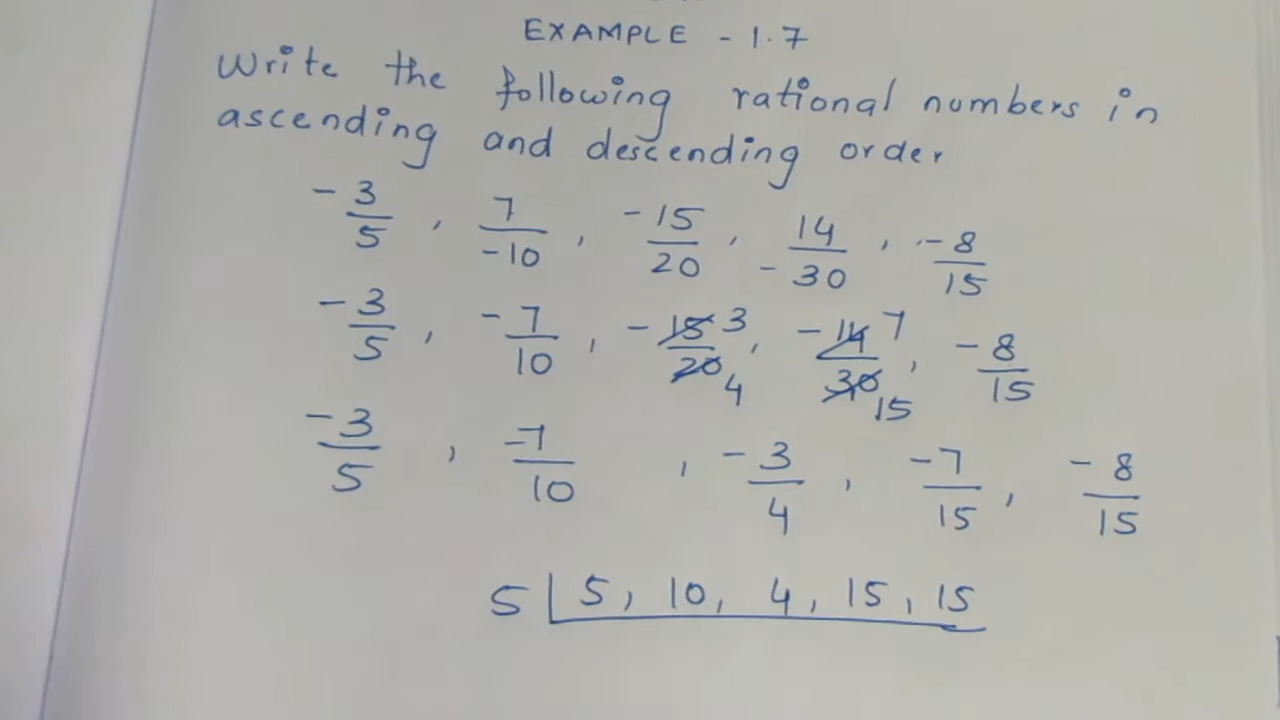 EXAMPLE - 1.7
Write the following rational numbers in
ascending and descending order
-3/5, 7/-10, -15/20, 14/-30, -8/15
-3/5, -7/10, -15/20 3/4, -14/30 7/15, -8/15
-3/5, -7/10, -3/4, -7/15, -8/15
5 | 5, 10, 4, 15, 15